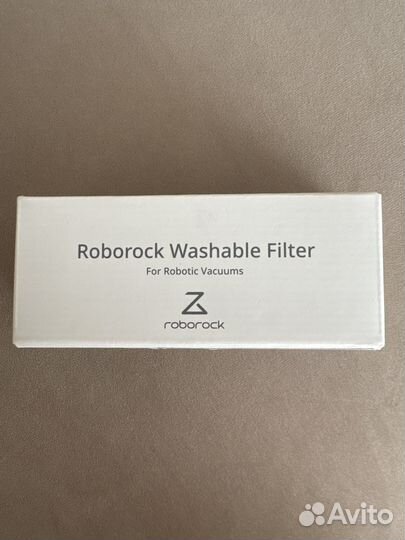 Roborock Washable Filter
For Robotic Vacuums
roborock
Avito